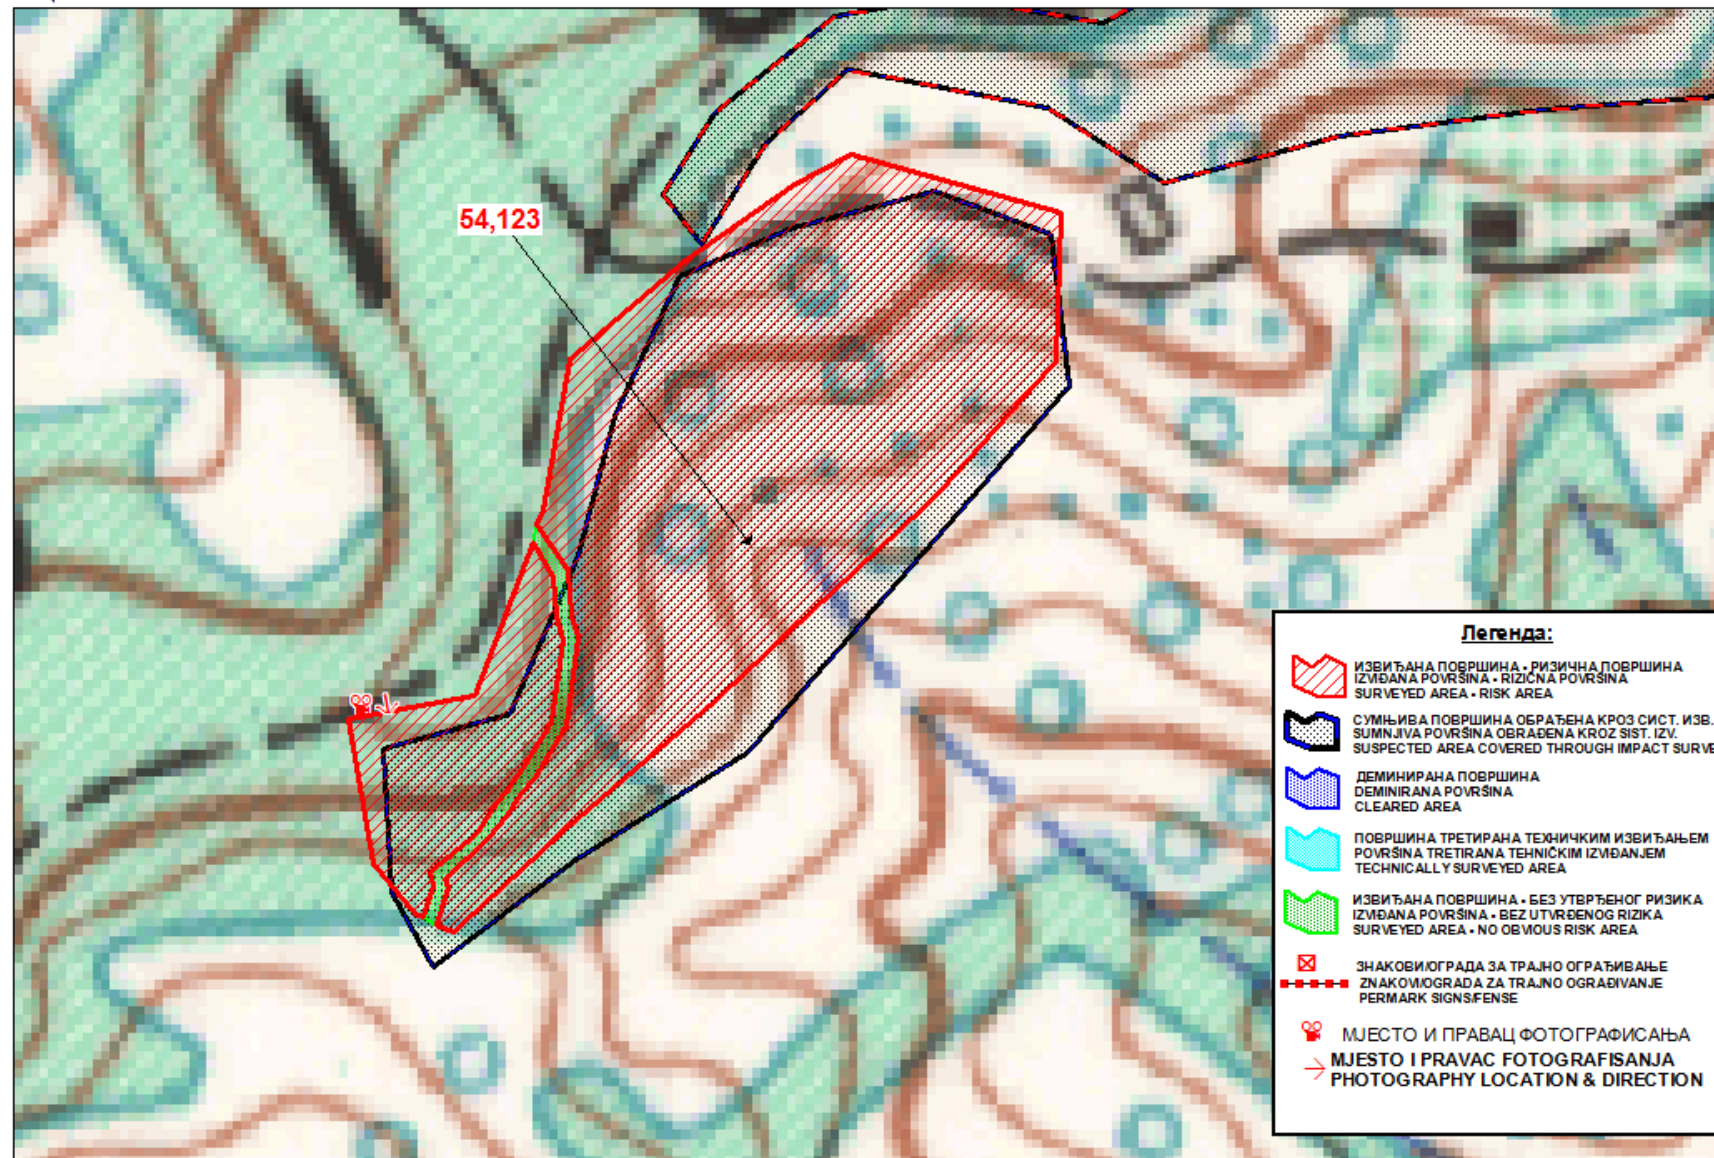 54,123
Легенда:
ИЗВИЂАНА ПОВРШИНА - РИЗИЧНА ПОВРШИНА
IZVIĐANA POVRŠINA - RIZIČNA POVRŠINA
SURVEYED AREA - RISK AREA
СУМЊИВА ПОВРШИНА ОБРАЂЕНА КРОЗ СИСТ. ИЗВ.
SUMNJIVA POVRŠINA OBRAĐENA KROZ SIST. IZV.
SUSPECTED AREA COVERED THROUGH IMPACT SURVE
ДЕМИНИРАНА ПОВРШИНА
DEMINIRANA POVRŠINA
CLEARED AREA
ПОВРШИНА ТРЕТИРАНА ТЕХНИЧКИМ ИЗВИЂАЊЕМ
POVRŠINA TRETIRANA TEHNIČKIM IZVIĐANJEM
TECHNICALLY SURVEYED AREA
ИЗВИЂАНА ПОВРШИНА - БЕЗ УТВРЂЕНОГ РИЗИКА
IZVIĐANA POVRŠINA - BEZ UTVRĐENOG RIZIKA
SURVEYED AREA - NO OBVIOUS RISK AREA
ЗНАКОВИ/ОГРАДА ЗА ТРАЈНО ОГРАЂИВАЊЕ
ZNAKOVI/OGRADA ZA TRAJNO OGRAĐIVANJE
PERMARK SIGNS/FENSE
МЈЕСТО И ПРАВАЦ ФОТОГРАФИСАЊА
MJESTO I PRAVAC FOTOGRAFISANJA
PHOTOGRAPHY LOCATION & DIRECTION